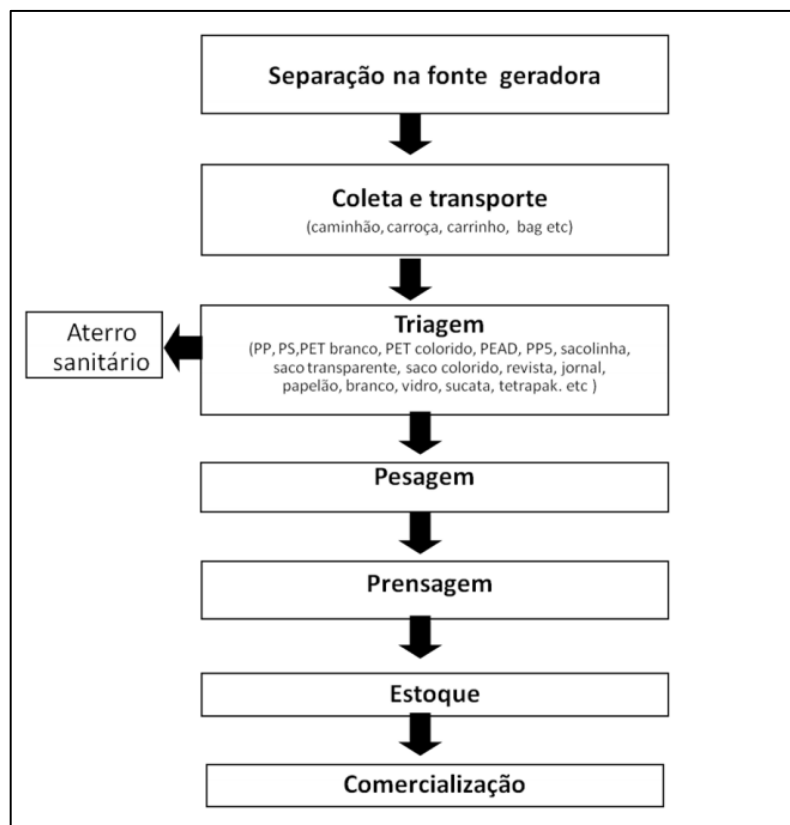 Separação na fonte geradora
Coleta e transporte
(caminhão, carroça, carrinho, bag etc)
Triagem
(PP, PS,PET branco, PET colorido, PEAD, PP5, sacolinha,
saco transparente, saco colorido, revista, jornal,
papelão, branco, vidro, sucata, tetrapak. etc )
Aterro
sanitário
Pesagem
Prensagem
Estoque
Comercialização